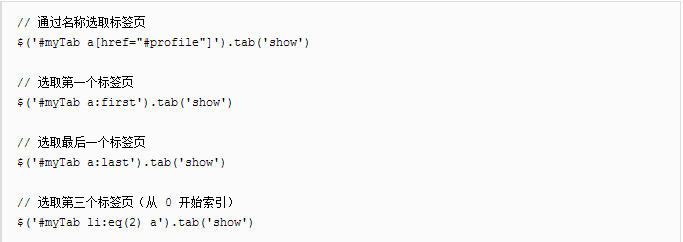 // 通过名称选取标签页
$('#myTab a[href="#profile"]').tab('show')
// 选取第一个标签页
$('#myTab a:first').tab('show')
// 选取最后一个标签页
$('#myTab a:last').tab('show')
// 选取第三个标签页（从 0 开始索引）
$('#myTab li:eq(2) a').tab('show')